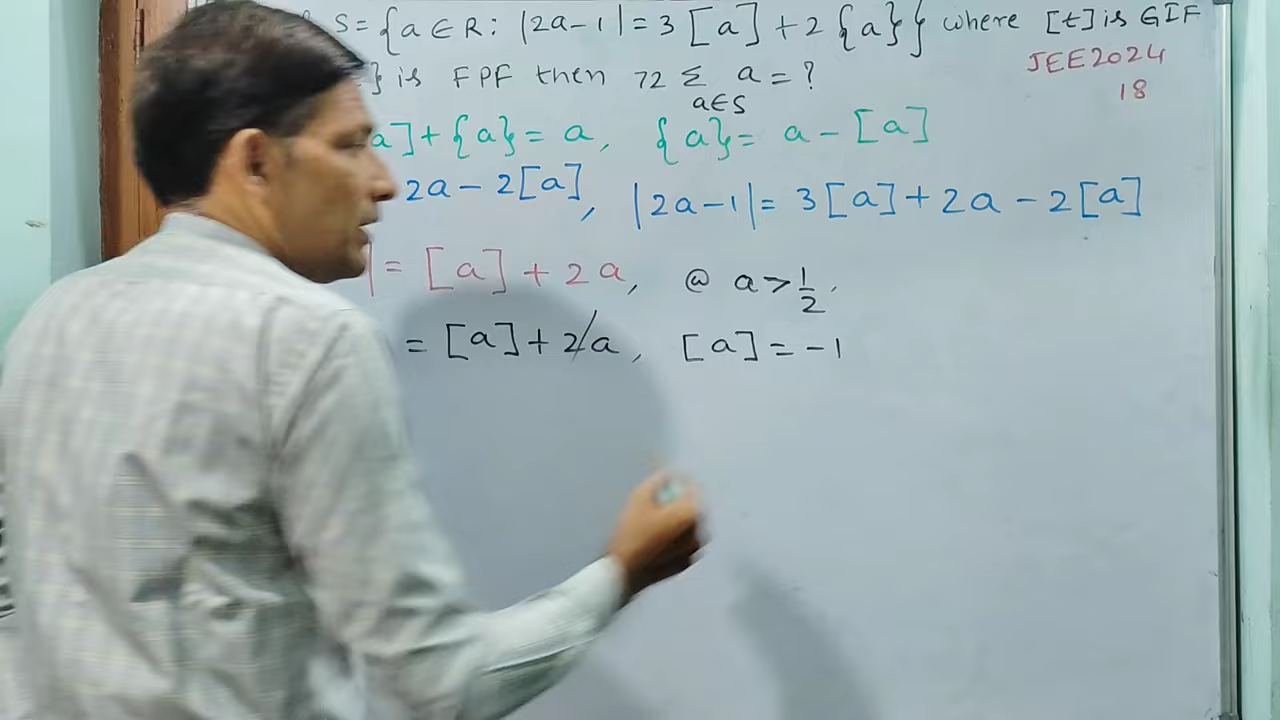 S = {a ∈ R : |2a-1| = 3[a] + 2{a}} where [t] is GIF
} is FPF then 72 Σ a = ?
a∈S
JEE2024
18
a] + {a} = a, {a} = a - [a]
2a - 2[a], |2a-1| = 3[a] + 2a - 2[a]
| = [a] + 2a, @ a > 1/2,
= [a] + 2a, [a] = -1